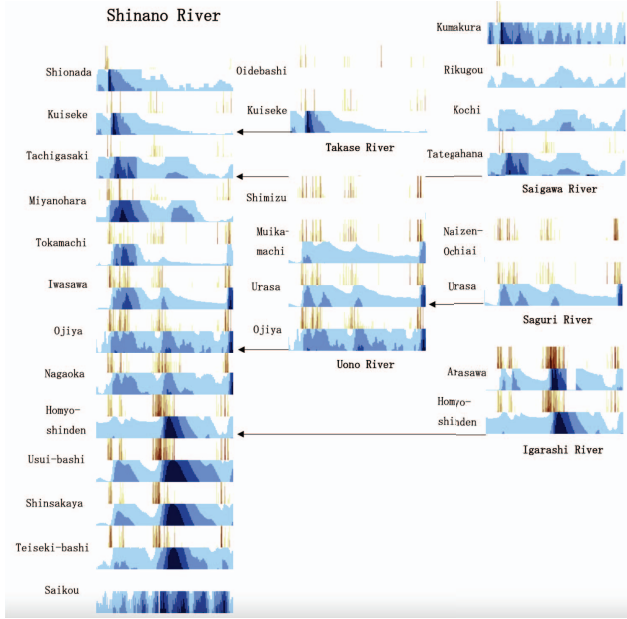 Shinano River
Shionada
Kuiseke
Tachigasaki
Miyanohara
Tokamachi
Iwasawa
Ojiya
Nagaoka
Homyo-
shinden
Usui-bashi
Shinsakaya
Teiseki-bashi
Saikou
Oidebashi
Kuiseke
Takase River
Shimizu
Muika-
machi
Urasa
Ojiya
Uono River
Kumakura
Rikugou
Kochi
Tategahana
Saigawa River
Naizen-
Ochiai
Urasa
Saguri River
Arasawa
Homyo-
shinden
Igarashi River